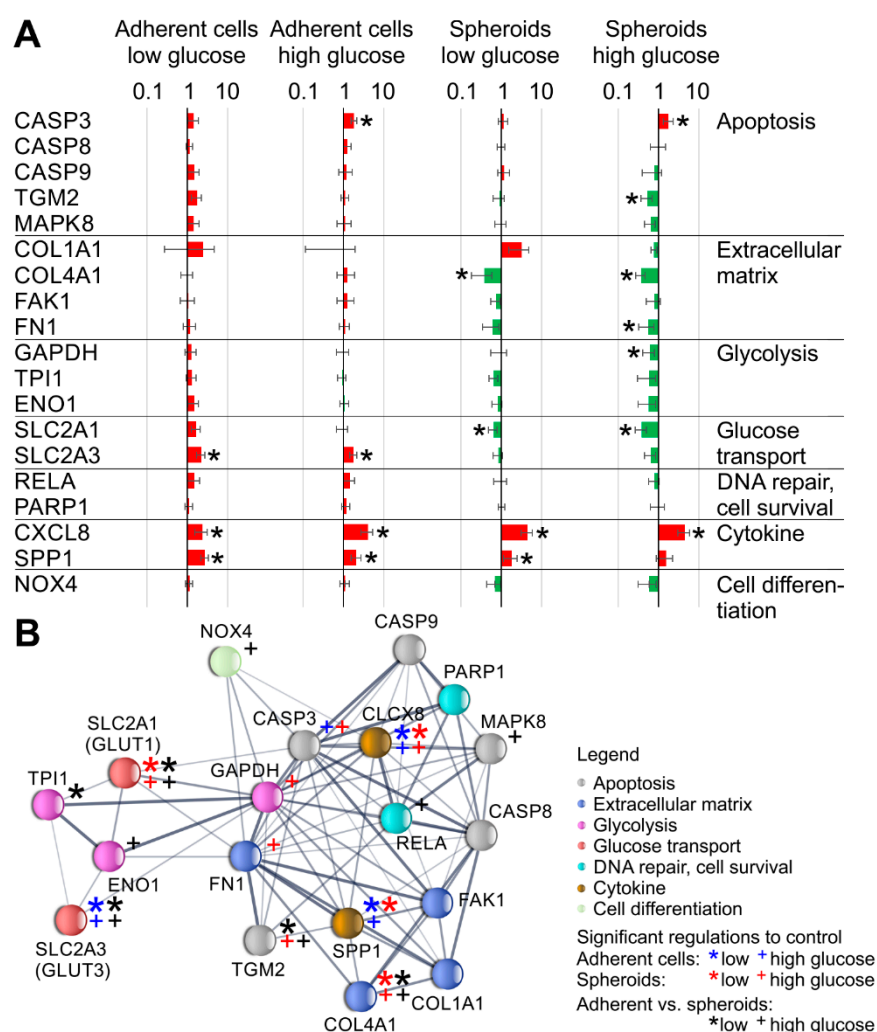 A
Adherent cells low glucose
Adherent cells high glucose
Spheroids low glucose
Spheroids high glucose
0.1 1 10 0.1 1 10 0.1 1 10 0.1 1 10
CASP3 * * Apoptosis
CASP8
CASP9
TGM2 *
MAPK8
COL1A1 Extracellular
COL4A1 * * matrix
FAK1
FN1 *
GAPDH * Glycolysis
TPI1
ENO1
SLC2A1 * * Glucose
SLC2A3 * * transport
RELA DNA repair,
PARP1 cell survival
CXCL8 * * * * Cytokine
SPP1 * * *
NOX4 Cell differen-
tiation
B
CASP9
NOX4 +
PARP1
SLC2A1
(GLUT1) ** ++
CASP3 ++
CLCX8 ** ++
MAPK8 +
TPI1 *
GAPDH +
CASP8
RELA +
ENO1 +
FN1 +
FAK1
SLC2A3
(GLUT3) ** ++
TGM2 * ++
SPP1 ** +
COL4A1 ** ++
COL1A1
Legend
Apoptosis
Extracellular matrix
Glycolysis
Glucose transport
DNA repair, cell survival
Cytokine
Cell differentiation
Significant regulations to control
Adherent cells: *low +high glucose
Spheroids: *low +high glucose
Adherent vs. spheroids:
*low +high glucose